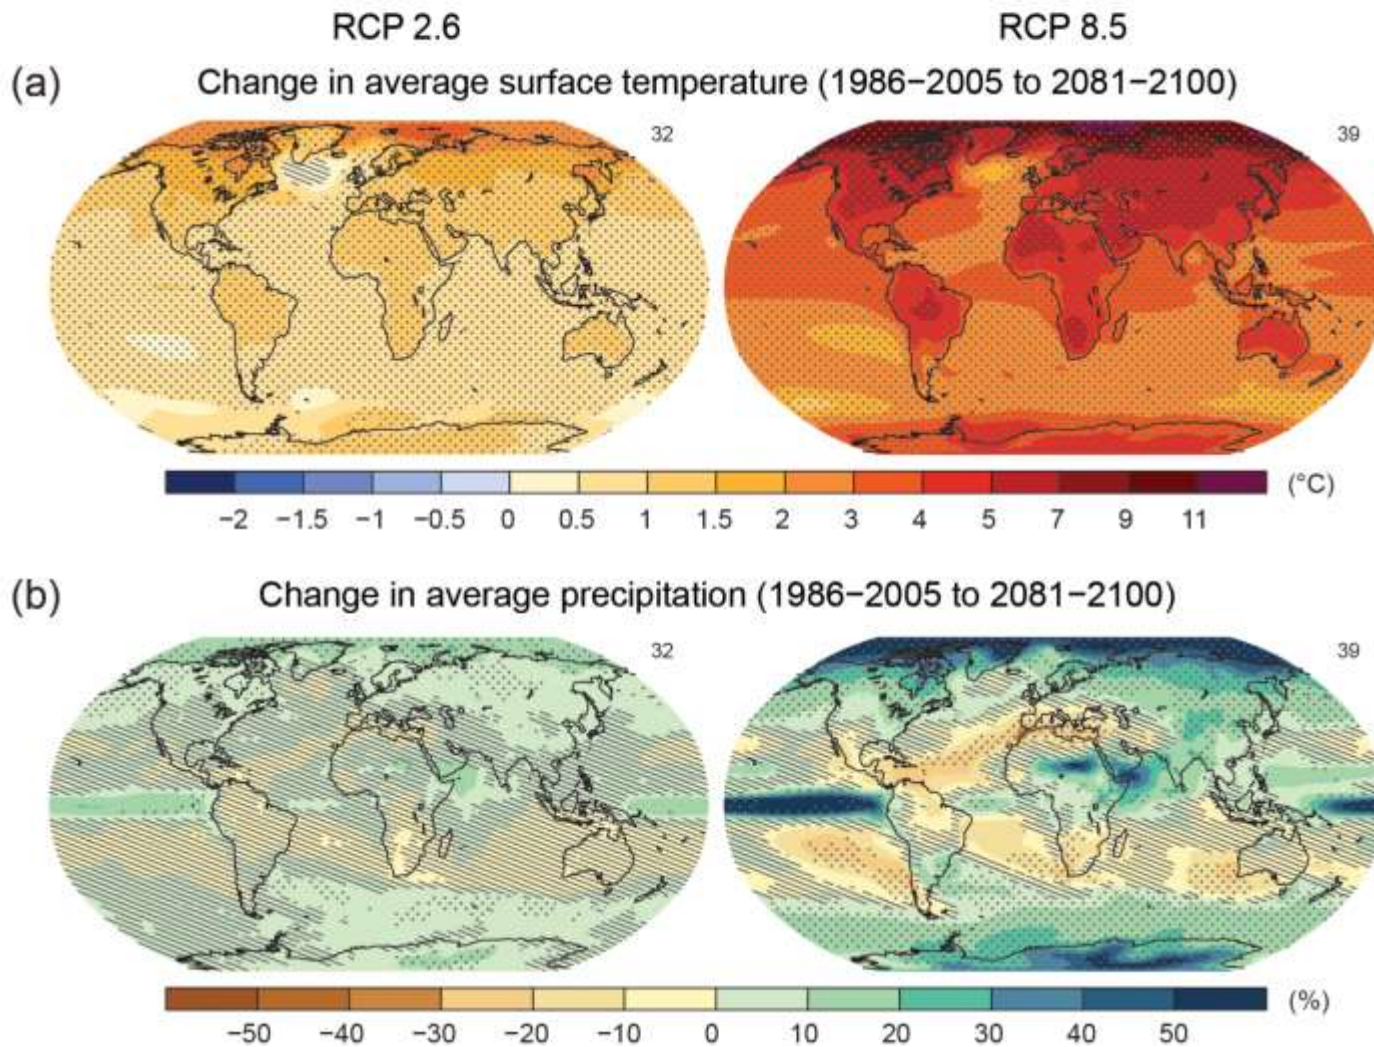 RCP 2.6 RCP 8.5
(a) Change in average surface temperature (1986−2005 to 2081−2100)
32 39
(°C)
−2 −1.5 −1 −0.5 0 0.5 1 1.5 2 3 4 5 7 9 11
(b) Change in average precipitation (1986−2005 to 2081−2100)
32 39
(%)
−50 −40 −30 −20 −10 0 10 20 30 40 50